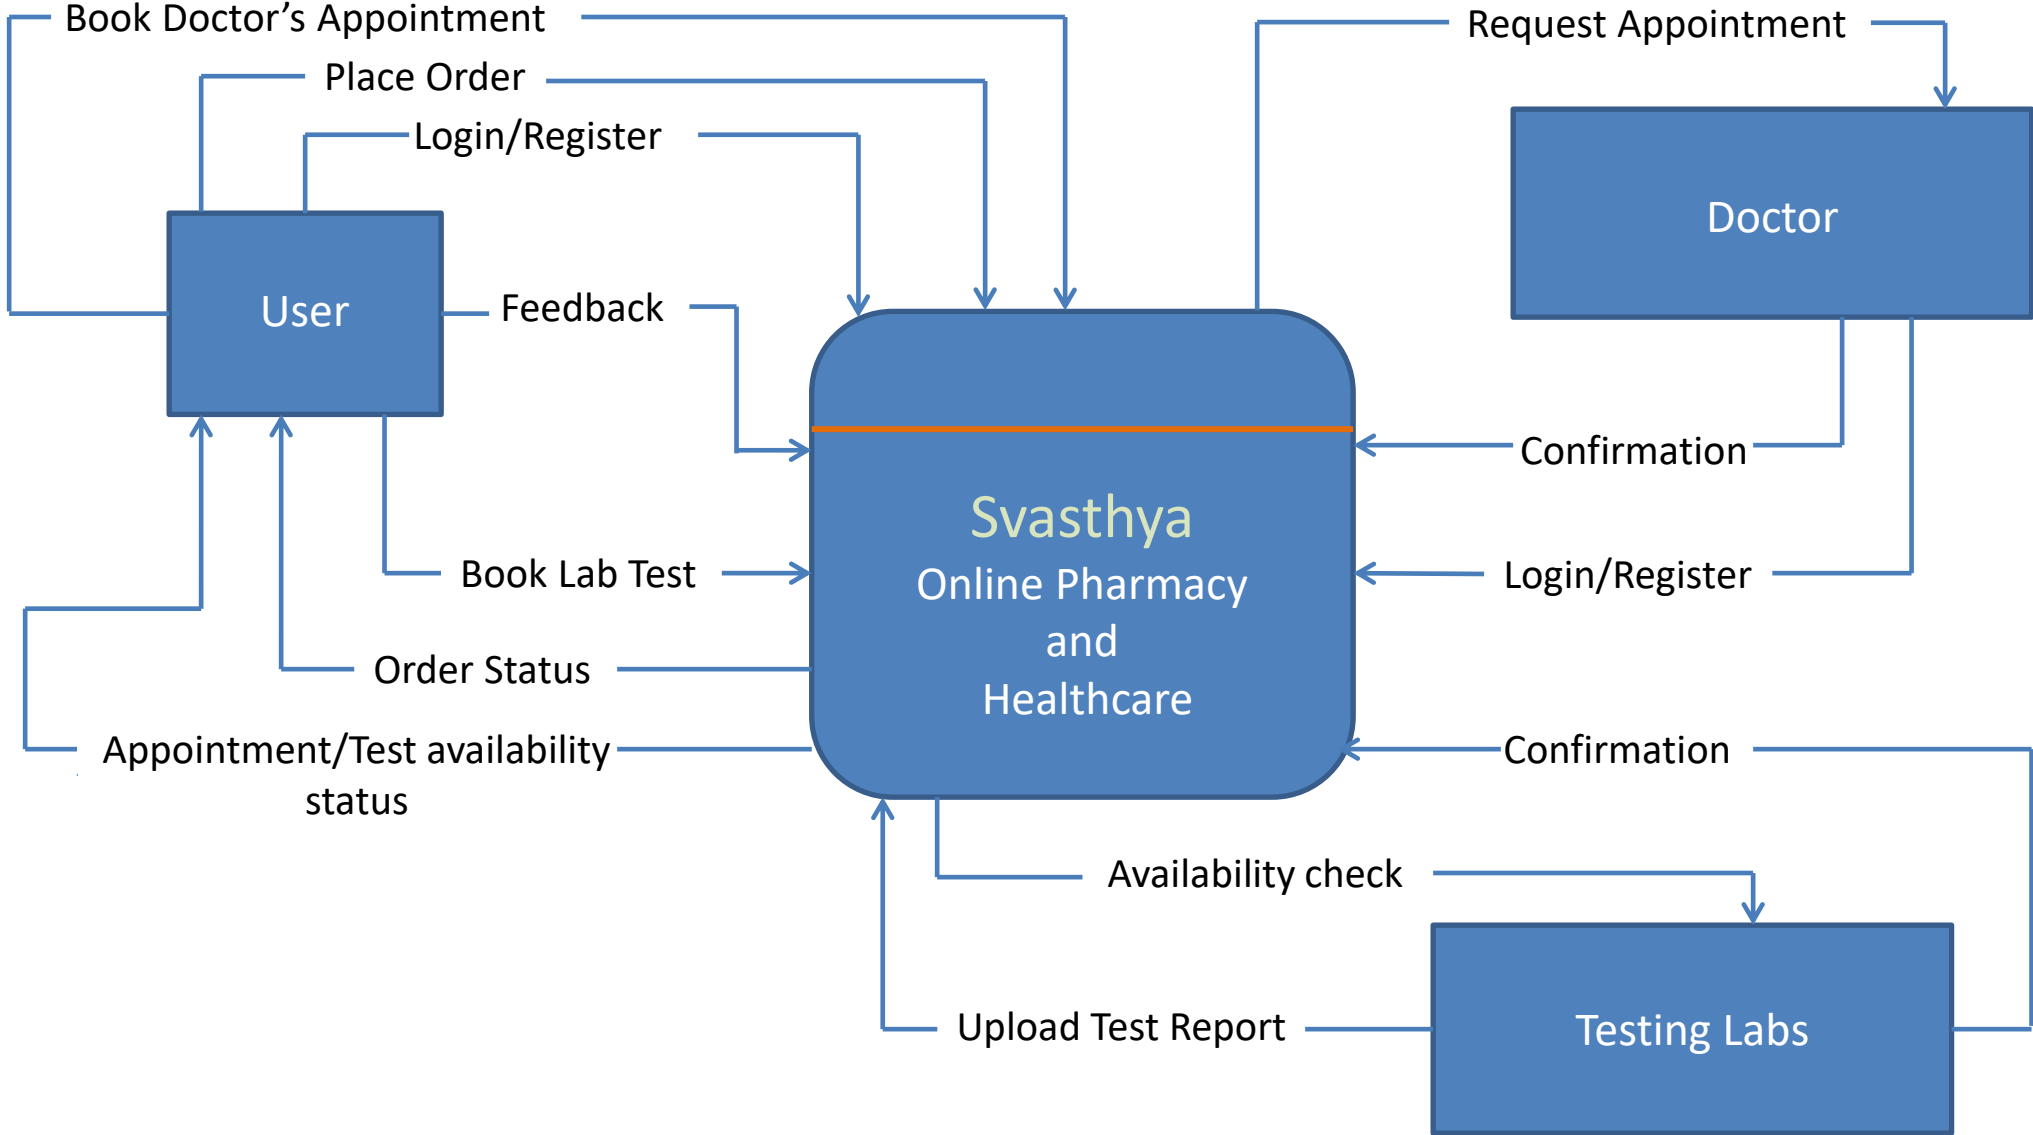 Book Doctor’s Appointment
Request Appointment
Place Order
Login/Register
Doctor
User
Feedback
Confirmation
Svasthya
Online Pharmacy
and
Healthcare
Book Lab Test
Login/Register
Order Status
Appointment/Test availability
status
Confirmation
Availability check
Upload Test Report
Testing Labs